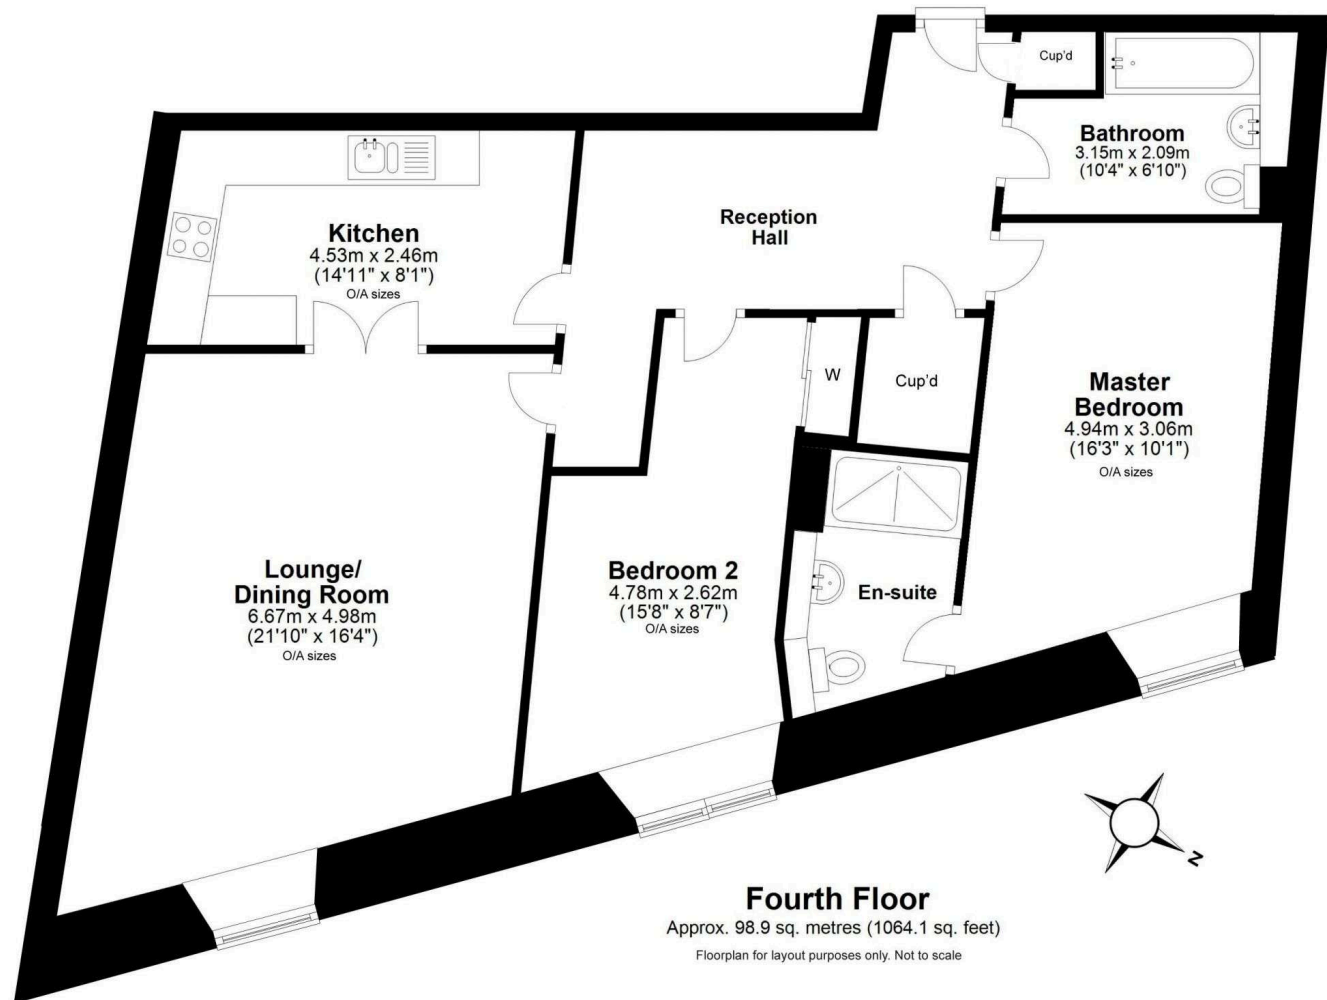 Cup'd
Bathroom
3.15m x 2.09m
(10'4" x 6'10")
Reception
Hall
Kitchen
4.53m x 2.46m
(14'11" x 8'1")
O/A sizes
W
Cup'd
Master
Bedroom
4.94m x 3.06m
(16'3" x 10'1")
O/A sizes
Lounge/
Dining Room
6.67m x 4.98m
(21'10" x 16'4")
O/A sizes
Bedroom 2
4.78m x 2.62m
(15'8" x 8'7")
O/A sizes
En-suite
N
Fourth Floor
Approx. 98.9 sq. metres (1064.1 sq. feet)
Floorplan for layout purposes only. Not to scale